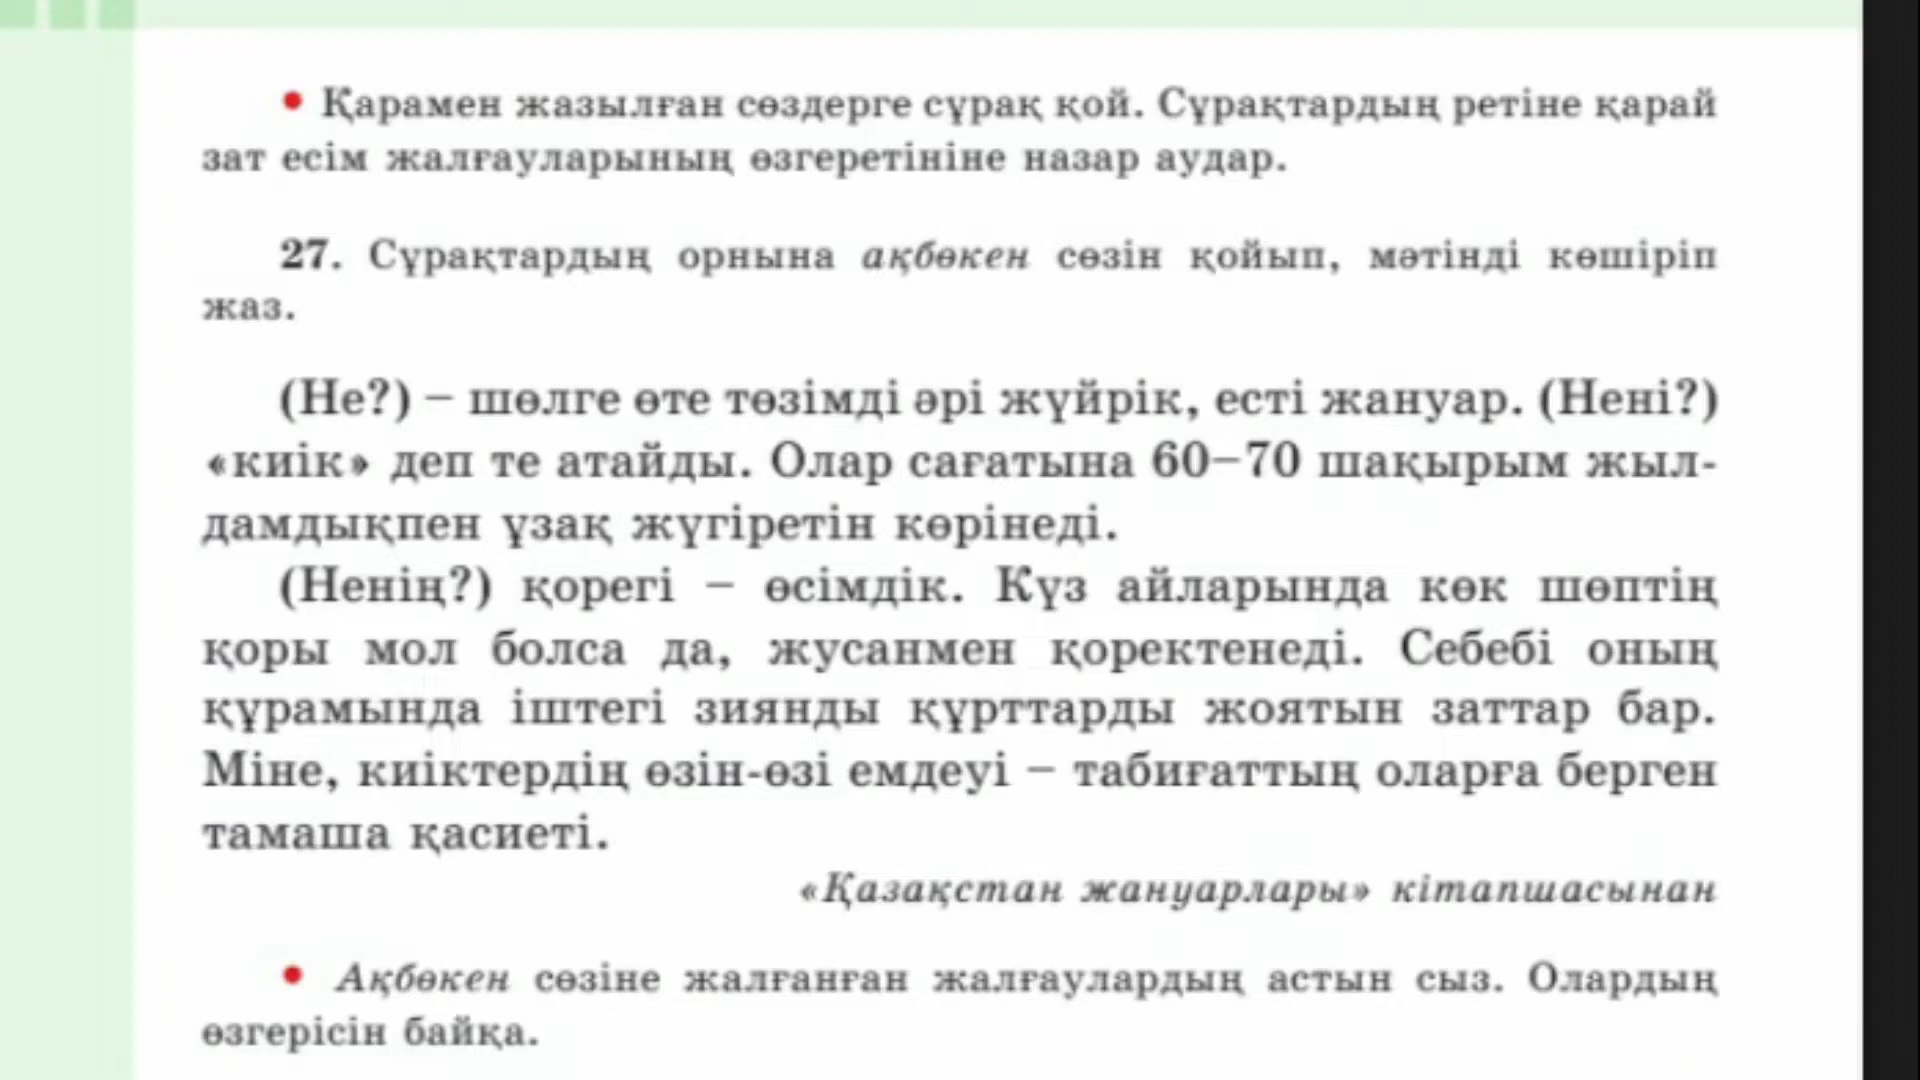 • Қарамен жазылған сөздерге сұрақ қой. Сұрақтардың ретіне қарай
зат есім жалғауларының өзгеретініне назар аудар.
27. Сұрақтардың орнына ақбөкен сөзін қойып, мәтінді көшіріп
жаз.
(Не?) – шөлге өте төзімді әрі жүйрік, есті жануар. (Нені?)
«киік» деп те атайды. Олар сағатына 60–70 шақырым жыл-
дамдықпен ұзақ жүгіретін көрінеді.
(Ненің?) қорегі – өсімдік. Күз айларында көк шөптің
қоры мол болса да, жусанмен қоректенеді. Себебі оның
құрамында іштегі зиянды құрттарды жоятын заттар бар.
Міне, киіктердің өзін-өзі емдеуі – табиғаттың оларға берген
тамаша қасиеті.
«Қазақстан жануарлары» кітапшасынан
• Ақбөкен сөзіне жалғанған жалғаулардың астын сыз. Олардың
өзгерісін байқа.